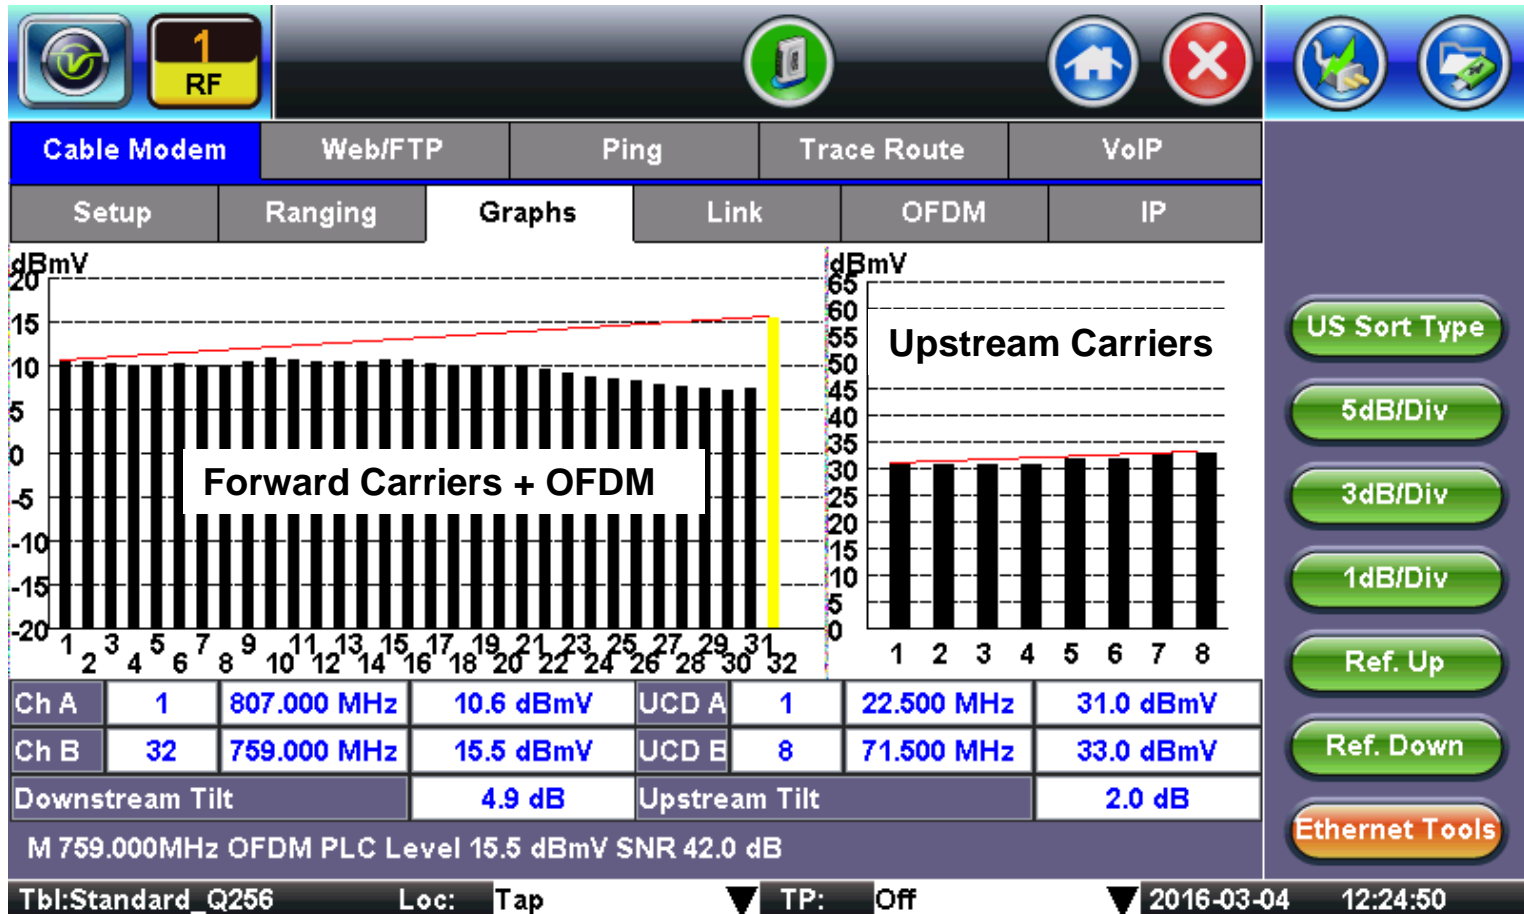 1
RF
Cable Modem Web/FTP Ping Trace Route VoIP
Setup Ranging Graphs Link OFDM IP
dBmV
20
15
10
5
0
-5
-10
-15
-20
Forward Carriers + OFDM
1 2 3 4 5 6 7 8 9 10 11 12 13 14 15 16 17 18 19 20 21 22 23 24 25 26 27 28 29 30 31 32
dBmV
65
60
55
50
45
40
35
30
25
20
15
10
5
0
Upstream Carriers
1 2 3 4 5 6 7 8
Ch A 1 807.000 MHz 10.6 dBmV UCD A 1 22.500 MHz 31.0 dBmV
Ch B 32 759.000 MHz 15.5 dBmV UCD B 8 71.500 MHz 33.0 dBmV
Downstream Tilt 4.9 dB Upstream Tilt 2.0 dB
M 759.000MHz OFDM PLC Level 15.5 dBmV SNR 42.0 dB
Tbl:Standard_Q256 Loc: Tap TP: Off 2016-03-04 12:24:50
US Sort Type
5dB/Div
3dB/Div
1dB/Div
Ref. Up
Ref. Down
Ethernet Tools